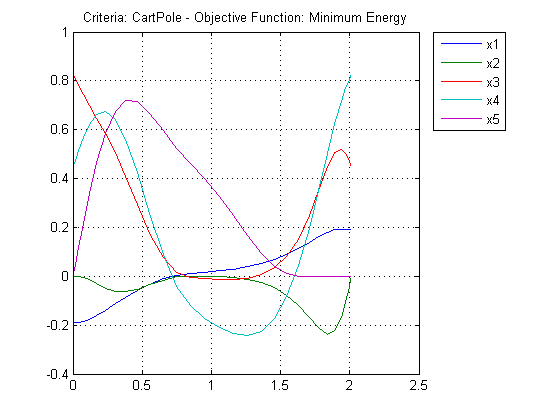 Criteria: CartPole - Objective Function: Minimum Energy
1
0.8
0.6
0.4
0.2
0
-0.2
-0.4
0
0.5
1
1.5
2
2.5
x1
x2
x3
x4
x5